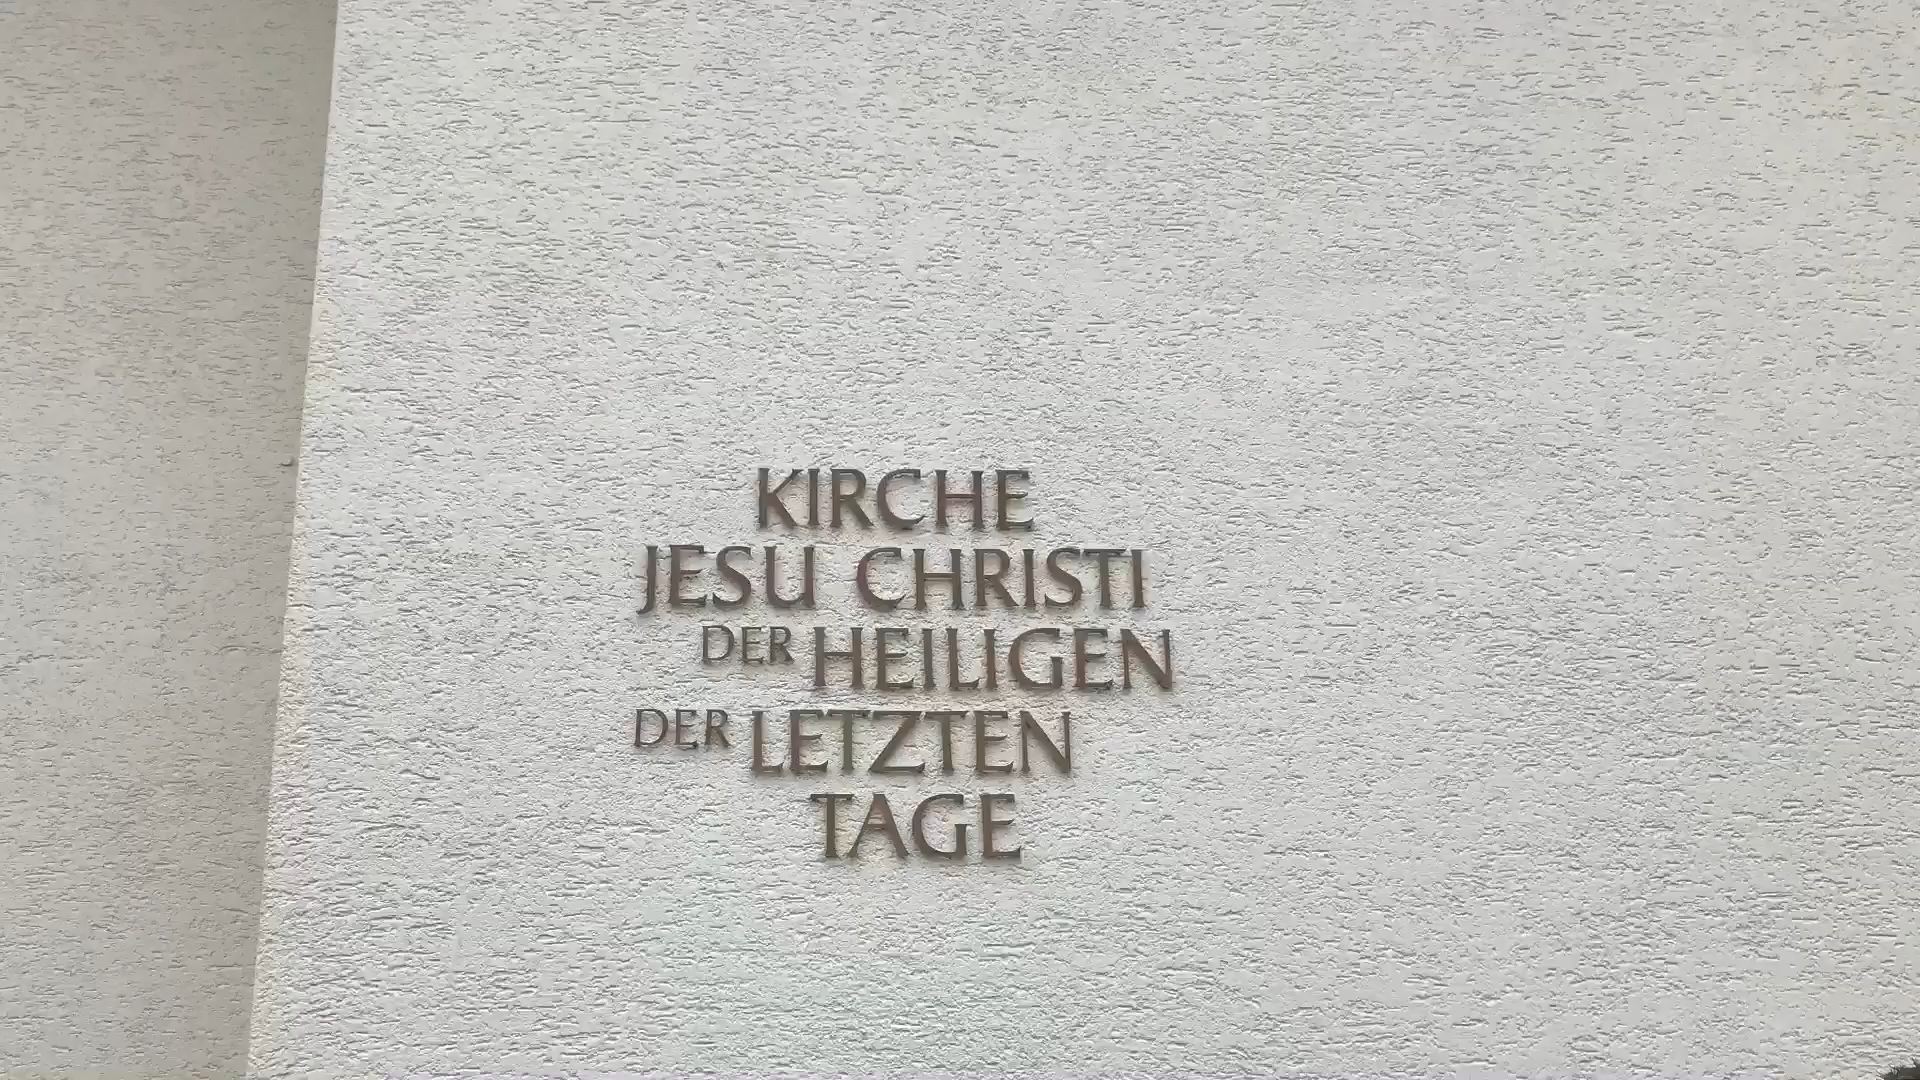 KIRCHE
JESU CHRISTI
DER HEILIGEN
DER LETZTEN
TAGE